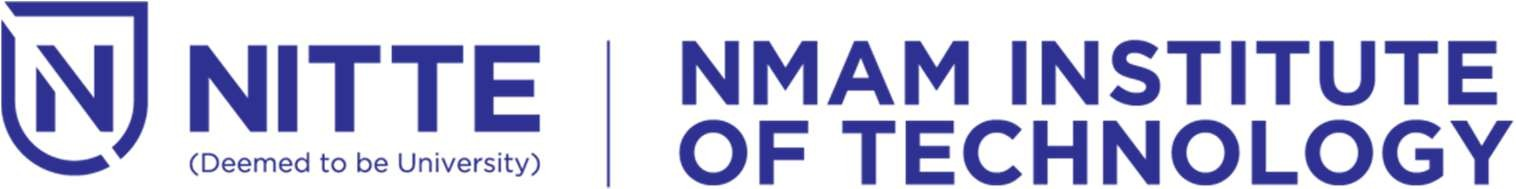 N
NITTE
(Deemed to be University)
NMAM INSTITUTE
OF TECHNOLOGY